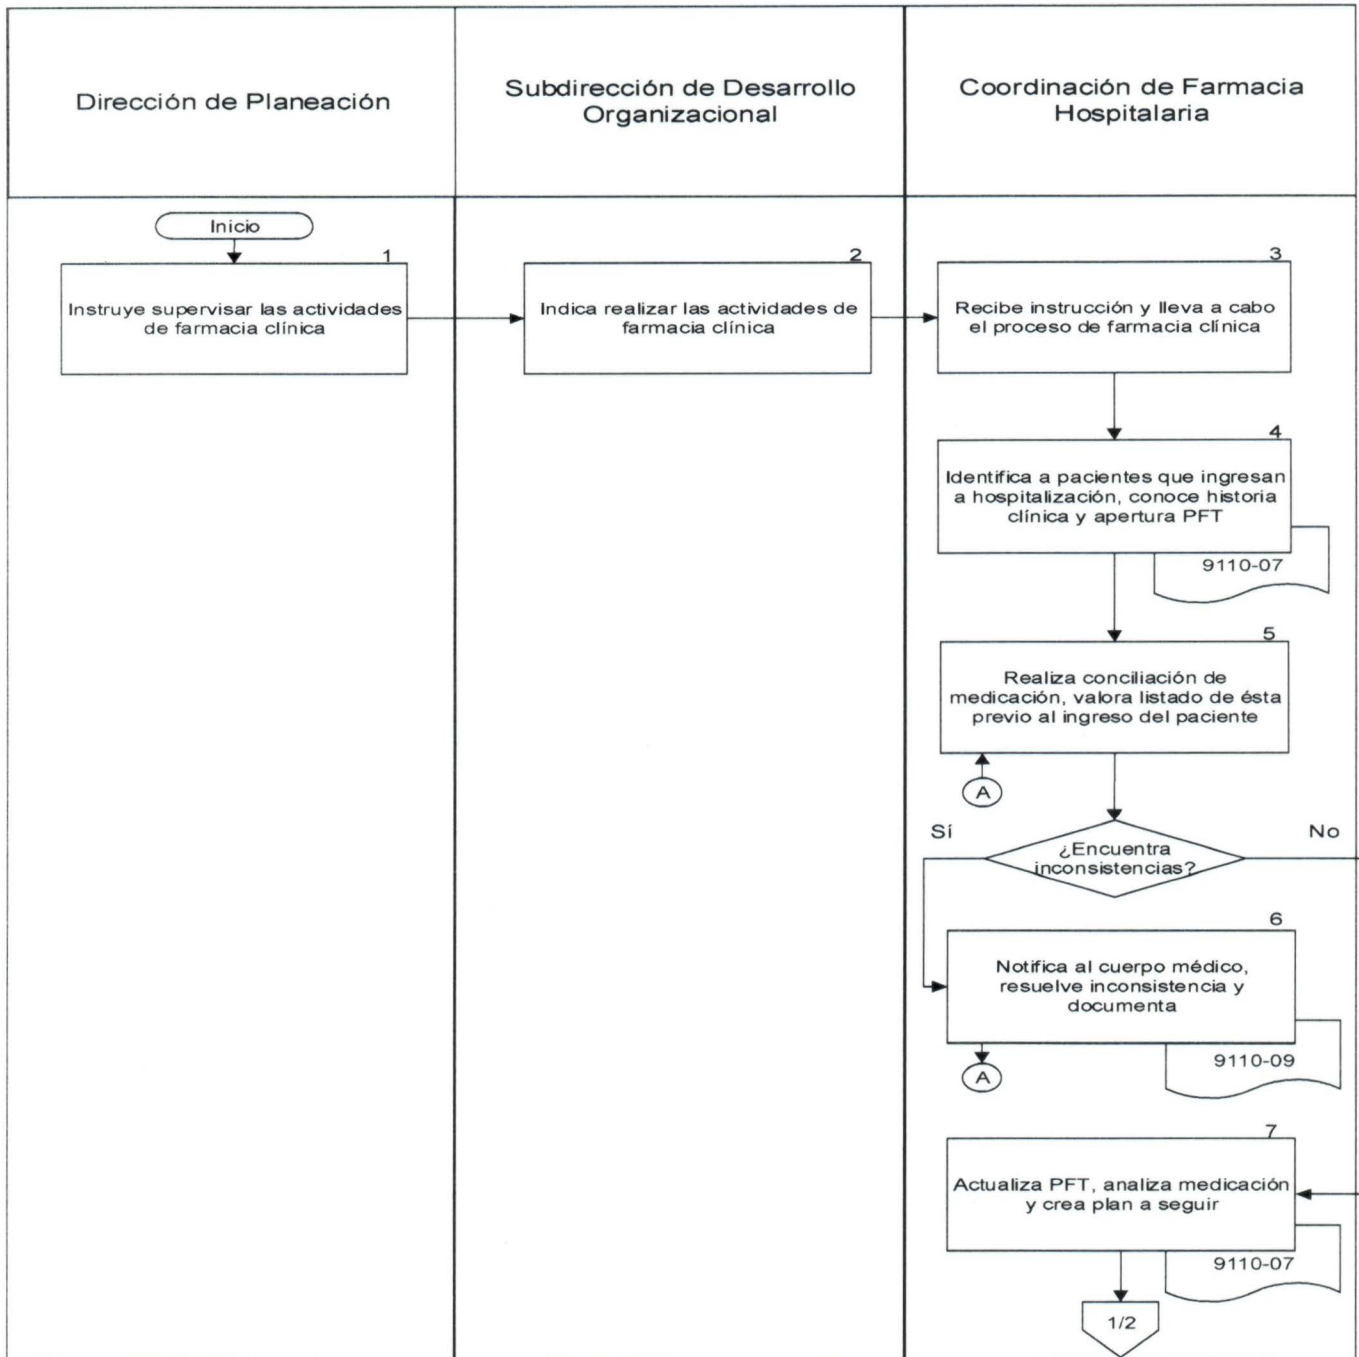 Dirección de Planeación
Subdirección de Desarrollo
Organizacional
Coordinación de Farmacia
Hospitalaria
Inicio
1
Instruye supervisar las actividades
de farmacia clínica
2
Indica realizar las actividades de
farmacia clínica
3
Recibe instrucción y lleva a cabo
el proceso de farmacia clínica
4
Identifica a pacientes que ingresan
a hospitalización, conoce historia
clínica y apertura PFT
9110-07
5
Realiza conciliación de
medicación, valora listado de ésta
previo al ingreso del paciente
A
Sí
No
¿Encuentra
inconsistencias?
6
Notifica al cuerpo médico,
resuelve inconsistencia y
documenta
9110-09
A
7
Actualiza PFT, analiza medicación
y crea plan a seguir
9110-07
1/2